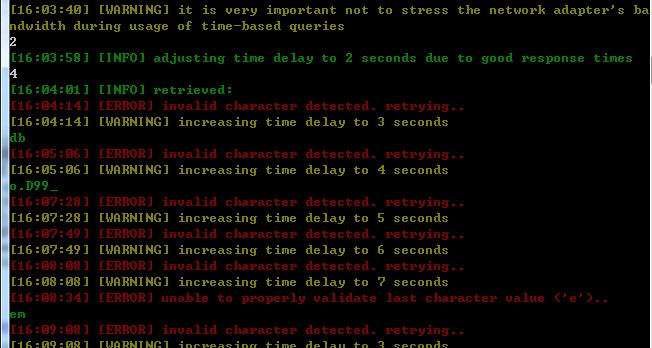 [16:03:40] [WARNING] it is very important not to stress the network adapter's ba
ndwidth during usage of time-based queries
2
[16:03:58] [INFO] adjusting time delay to 2 seconds due to good response times
4
[16:04:01] [INFO] retrieved:
[16:04:14] [ERROR] invalid character detected. retrying..
[16:04:14] [WARNING] increasing time delay to 3 seconds
db
[16:05:06] [ERROR] invalid character detected. retrying..
[16:05:06] [WARNING] increasing time delay to 4 seconds
o.D99_
[16:07:28] [ERROR] invalid character detected. retrying..
[16:07:28] [WARNING] increasing time delay to 5 seconds
[16:07:49] [ERROR] invalid character detected. retrying..
[16:07:49] [WARNING] increasing time delay to 6 seconds
[16:08:08] [ERROR] invalid character detected. retrying..
[16:08:08] [WARNING] increasing time delay to 7 seconds
[16:08:34] [ERROR] unable to properly validate last character value ('e')..
em
[16:09:08] [ERROR] invalid character detected. retrying..
[16:09:08] [WARNING] increasing time delay to 3 seconds